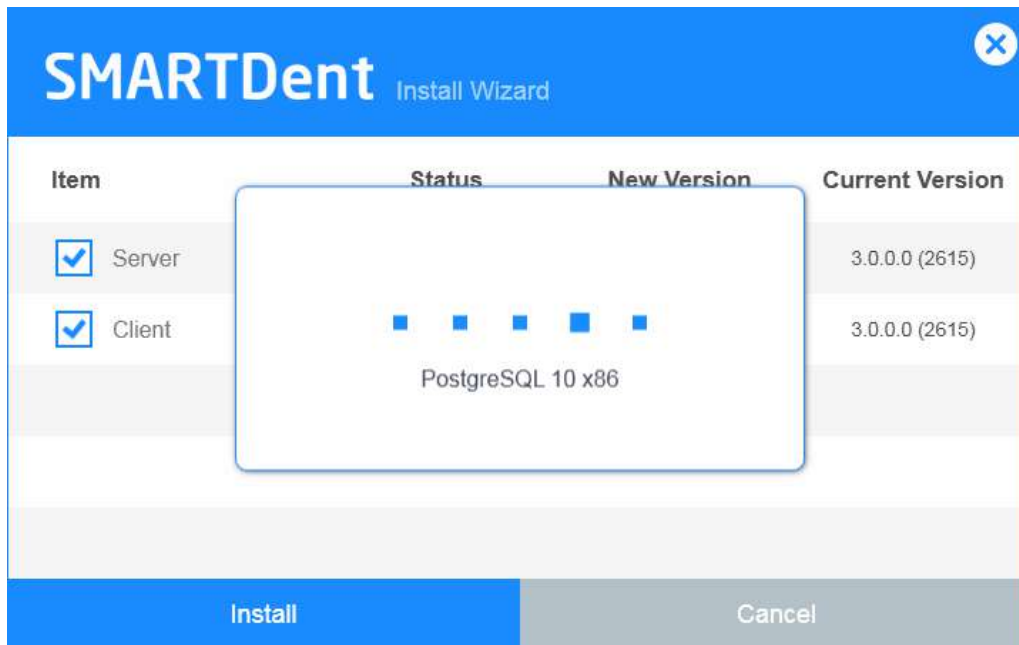 SMARTDent Install Wizard
Item Status New Version Current Version
Server 3.0.0.0 (2615)
Client 3.0.0.0 (2615)
PostgreSQL 10 x86
Install Cancel